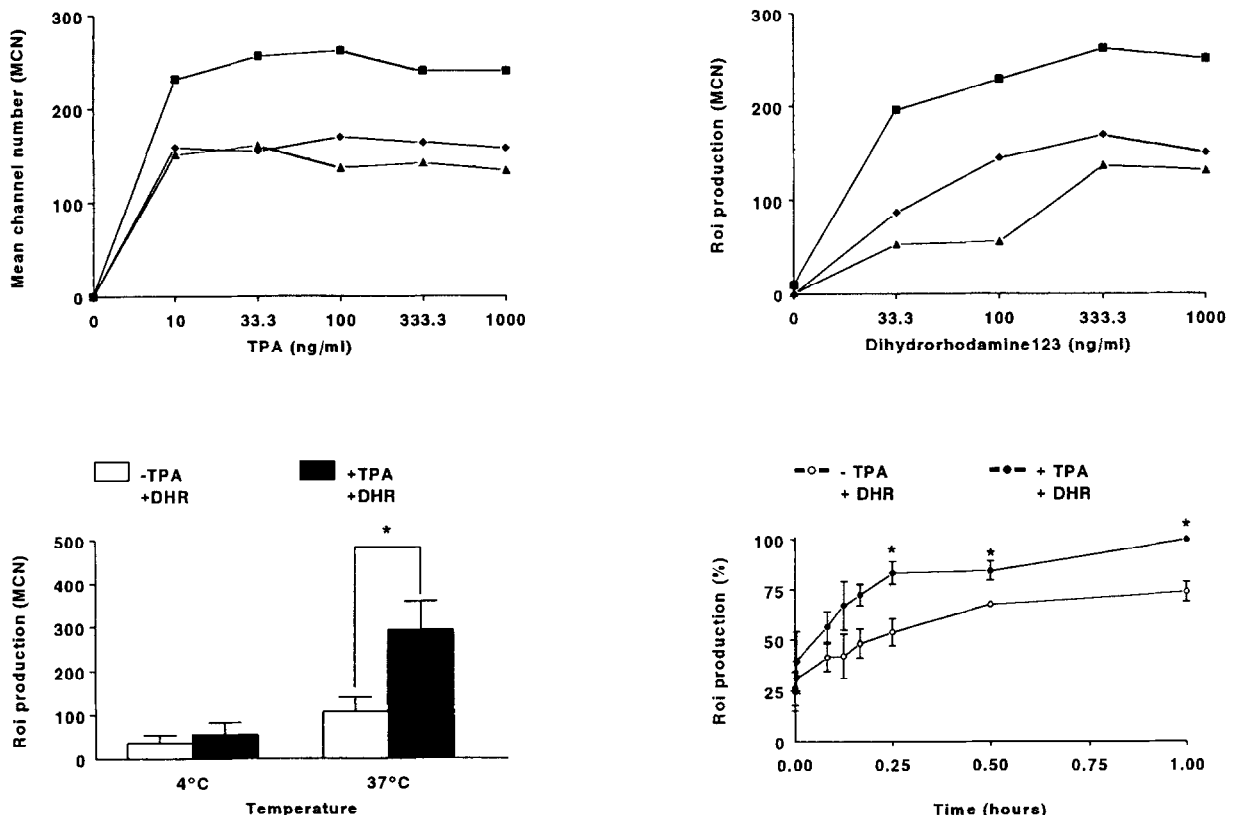 Mean channel number (MCN)
300
200
100
0
0 10 33.3 100 333.3 1000
TPA (ng/ml)
Roi production (MCN)
300
200
100
0
0 33.3 100 333.3 1000
Dihydrorhodamine123 (ng/ml)
-TPA
+DHR
+TPA
+DHR
Roi production (MCN)
500
400
300
200
100
0
*
4°C 37°C
Temperature
- TPA
+ DHR
+ TPA
+ DHR
Roi production (%)
100
75
50
25
0
* * *
0.00 0.25 0.50 0.75 1.00
Time (hours)